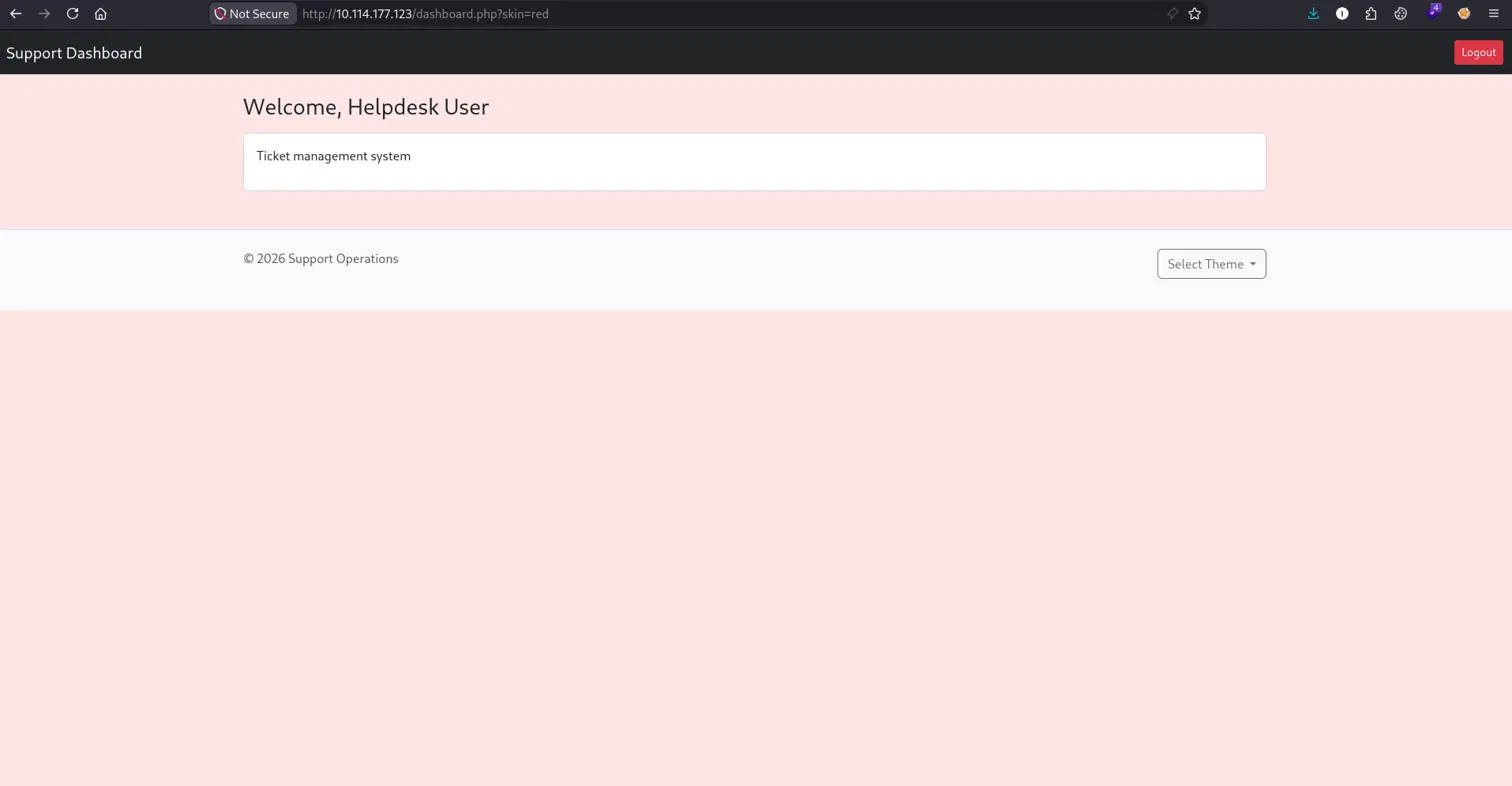 Not Secure
http://10.114.177.123/dashboard.php?skin=red
4
Support Dashboard
Logout
Welcome, Helpdesk User
Ticket management system
© 2026 Support Operations
Select Theme